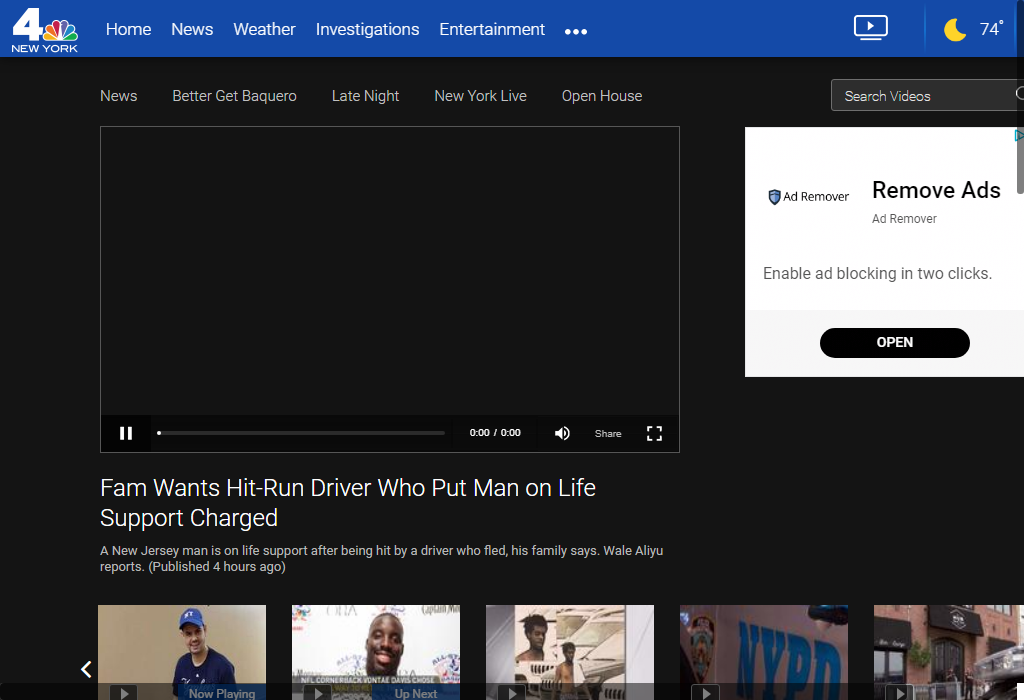 4
NEW YORK
Home News Weather Investigations Entertainment •••
74°
News Better Get Baquero Late Night New York Live Open House
Search Videos
Ad Remover
Remove Ads
Ad Remover
Enable ad blocking in two clicks.
OPEN
0:00 / 0:00 Share
Fam Wants Hit-Run Driver Who Put Man on Life
Support Charged
A New Jersey man is on life support after being hit by a driver who fled, his family says. Wale Aliyu
reports. (Published 4 hours ago)
NFL CORNERBACK VONTAE DAVIS CHOSE
NYPD
Now Playing
Up Next